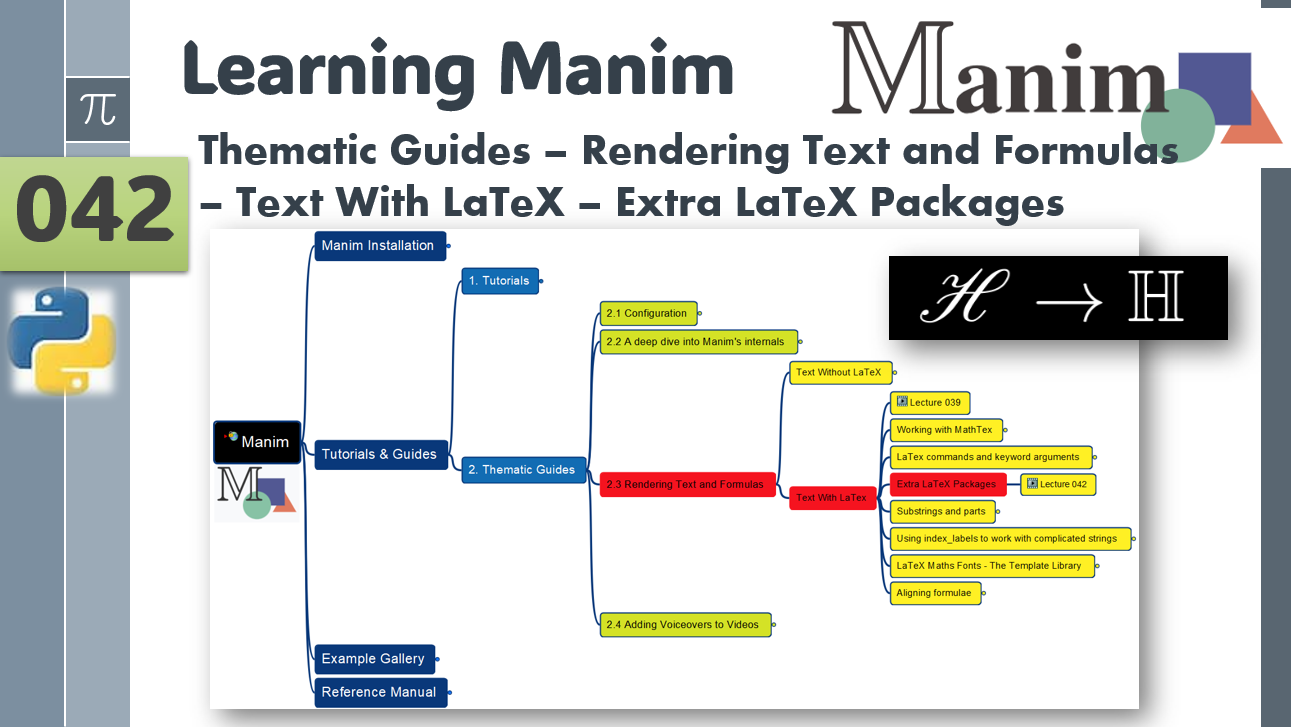 Learning Manim
Manim
π
Thematic Guides – Rendering Text and Formulas
– Text With LaTeX – Extra LaTeX Packages
042
Manim Installation
1. Tutorials
ℋ → ℍ
2.1 Configuration
2.2 A deep dive into Manim's internals
Text Without LaTeX
Lecture 039
Working with MathTex
Manim
Tutorials & Guides
LaTex commands and keyword arguments
2. Thematic Guides
2.3 Rendering Text and Formulas
Extra LaTeX Packages
Lecture 042
M
Text With LaTex
Substrings and parts
Using index_labels to work with complicated strings
LaTeX Maths Fonts - The Template Library
Aligning formulae
2.4 Adding Voiceovers to Videos
Example Gallery
Reference Manual